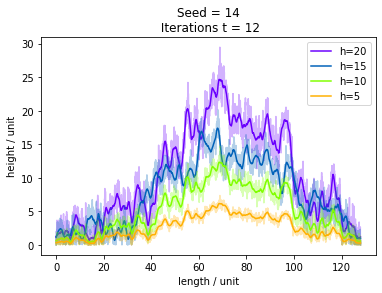 Seed = 14
Iterations t = 12
height / unit
30
25
20
15
10
5
0
h=20
h=15
h=10
h=5
0
20
40
60
80
100
120
length / unit